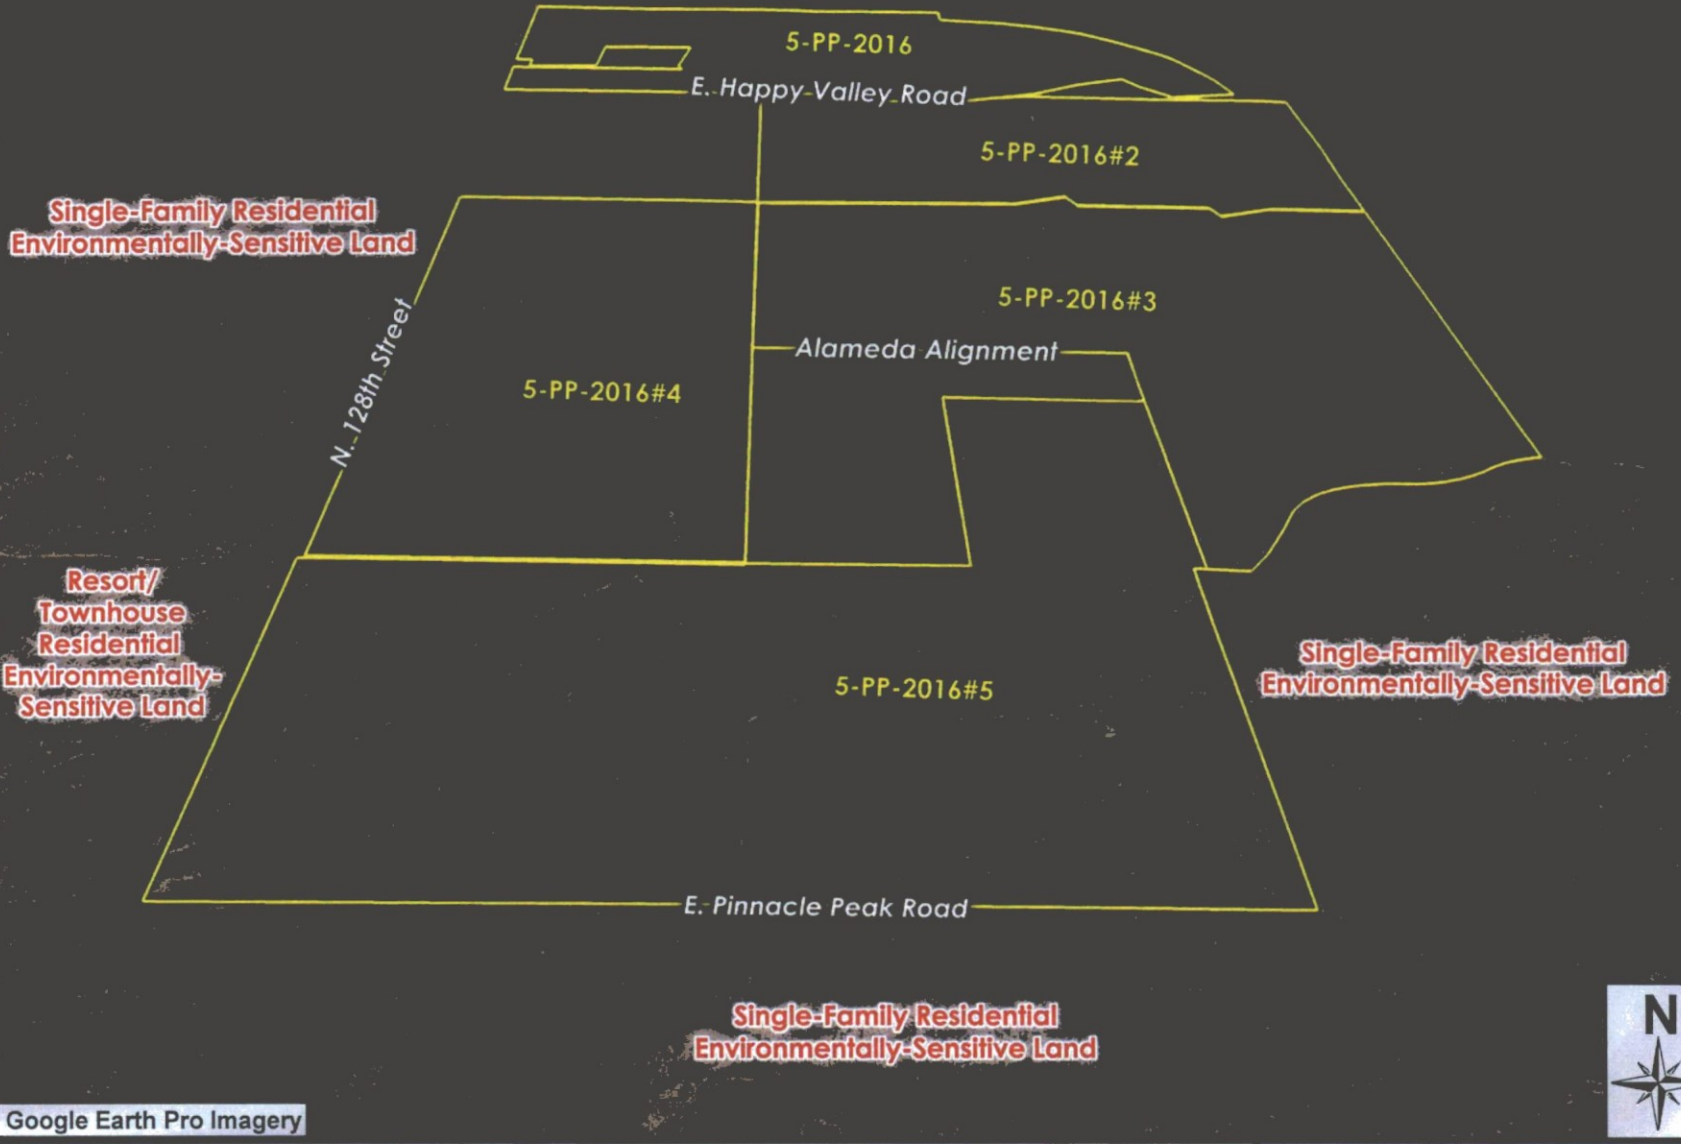 5-PP-2016
E. Happy Valley Road
5-PP-2016#2
Single-Family Residential
Environmentally-Sensitive Land
5-PP-2016#3
N. 128th Street
Alameda Alignment
5-PP-2016#4
Resort/
Townhouse
Residential
Environmentally-
Sensitive Land
Single-Family Residential
Environmentally-Sensitive Land
5-PP-2016#5
E. Pinnacle Peak Road
Single-Family Residential
Environmentally-Sensitive Land
N
Google Earth Pro Imagery